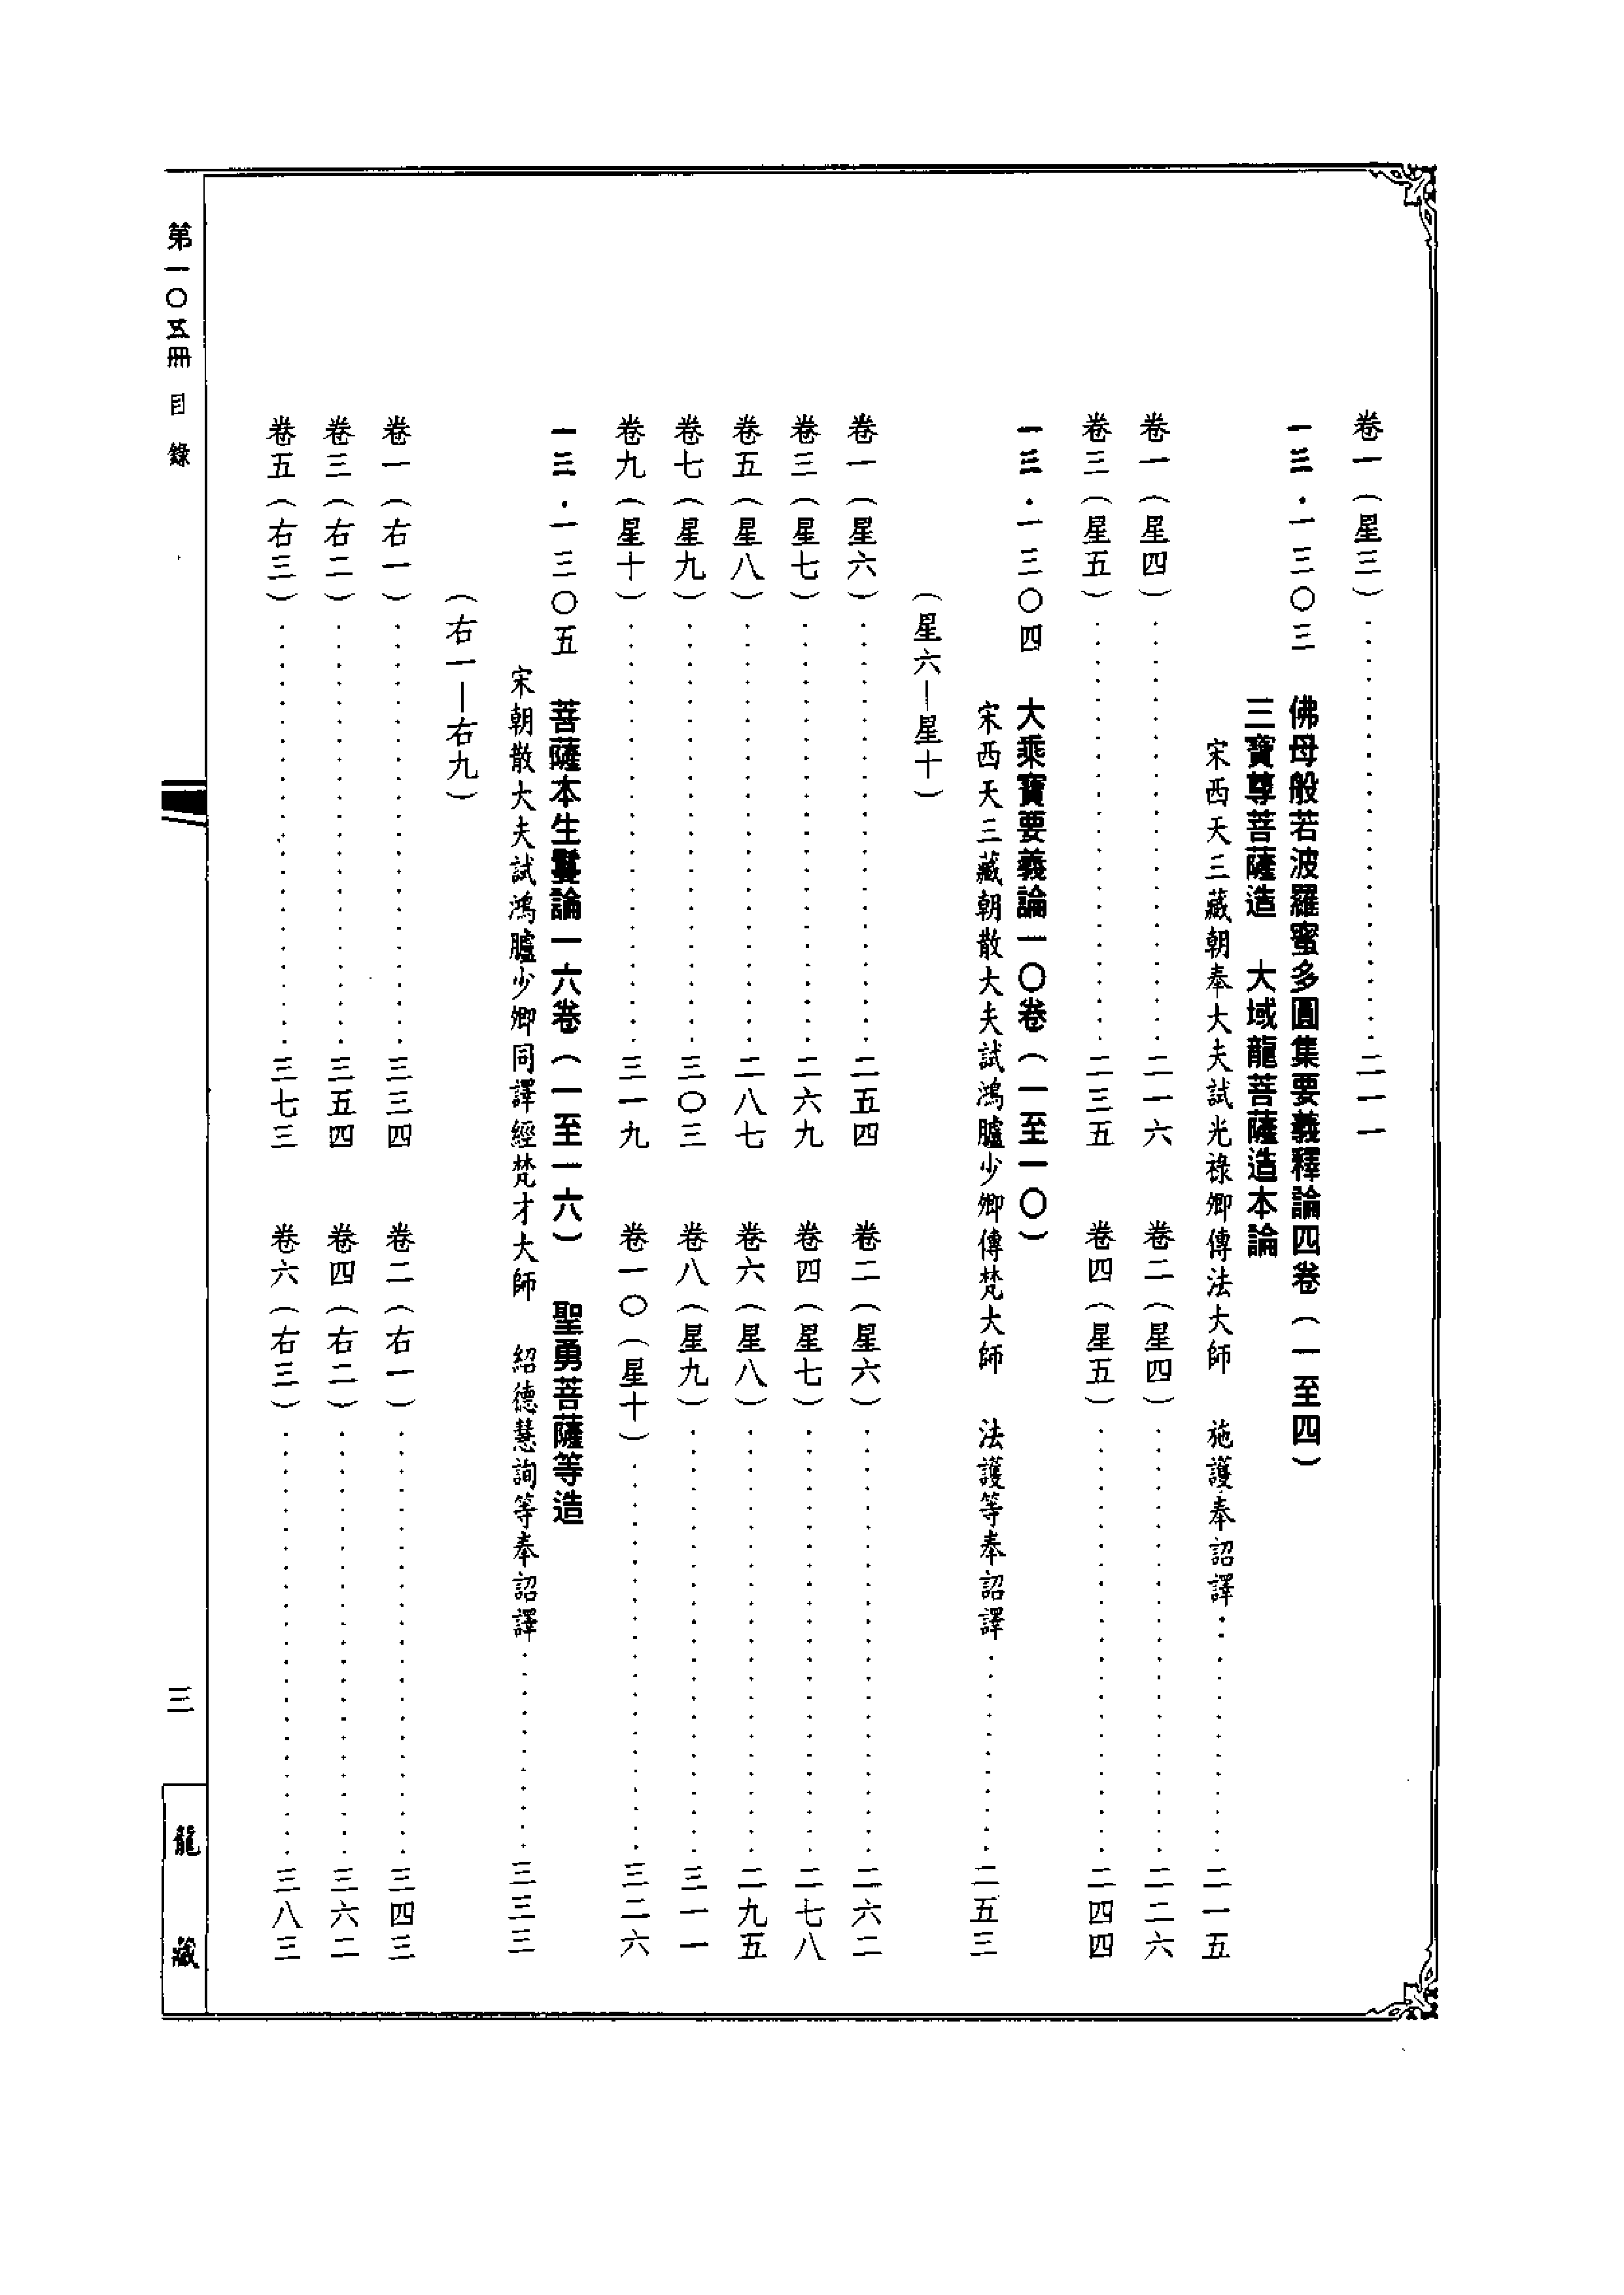 卷一（星三）……………………二一一
一三．一三〇三　佛母般若波羅蜜多圓集要義釋論四卷（一至四）
三寶尊菩薩造　大域龍菩薩造本論
宋西天三藏朝奉大夫試光祿卿傳法大師　施護奉詔譯……………………二一五
卷一（星四）……………………二一六　卷二（星四）……………………二二六
卷三（星五）……………………二三五　卷四（星五）……………………二四四
一三．一三〇四　大乘寶要義論一〇卷（一至一〇）
宋西天三藏朝散大夫試鴻臚少卿傳梵大師　法護等奉詔譯……………………二五三
（星六—星十）
卷一（星六）……………………二五四　卷二（星六）……………………二六二
卷三（星七）……………………二六九　卷四（星七）……………………二七八
卷五（星八）……………………二八七　卷六（星八）……………………二九五
卷七（星九）……………………三〇三　卷八（星九）……………………三一一
卷九（星十）……………………三一九　卷一〇（星十）……………………三二六
一三．一三〇五　菩薩本生鬘論一六卷（一至一六）　聖勇菩薩等造
宋朝散大夫試鴻臚少卿同譯經梵才大師　紹德慧詢等奉詔譯……………………三三三
（右一—右九）
卷一（右一）……………………三三四　卷二（右一）……………………三四三
卷三（右二）……………………三五四　卷四（右二）……………………三六二
卷五（右三）……………………三七三　卷六（右三）……………………三八三
第一〇五冊　目錄
三
龍藏